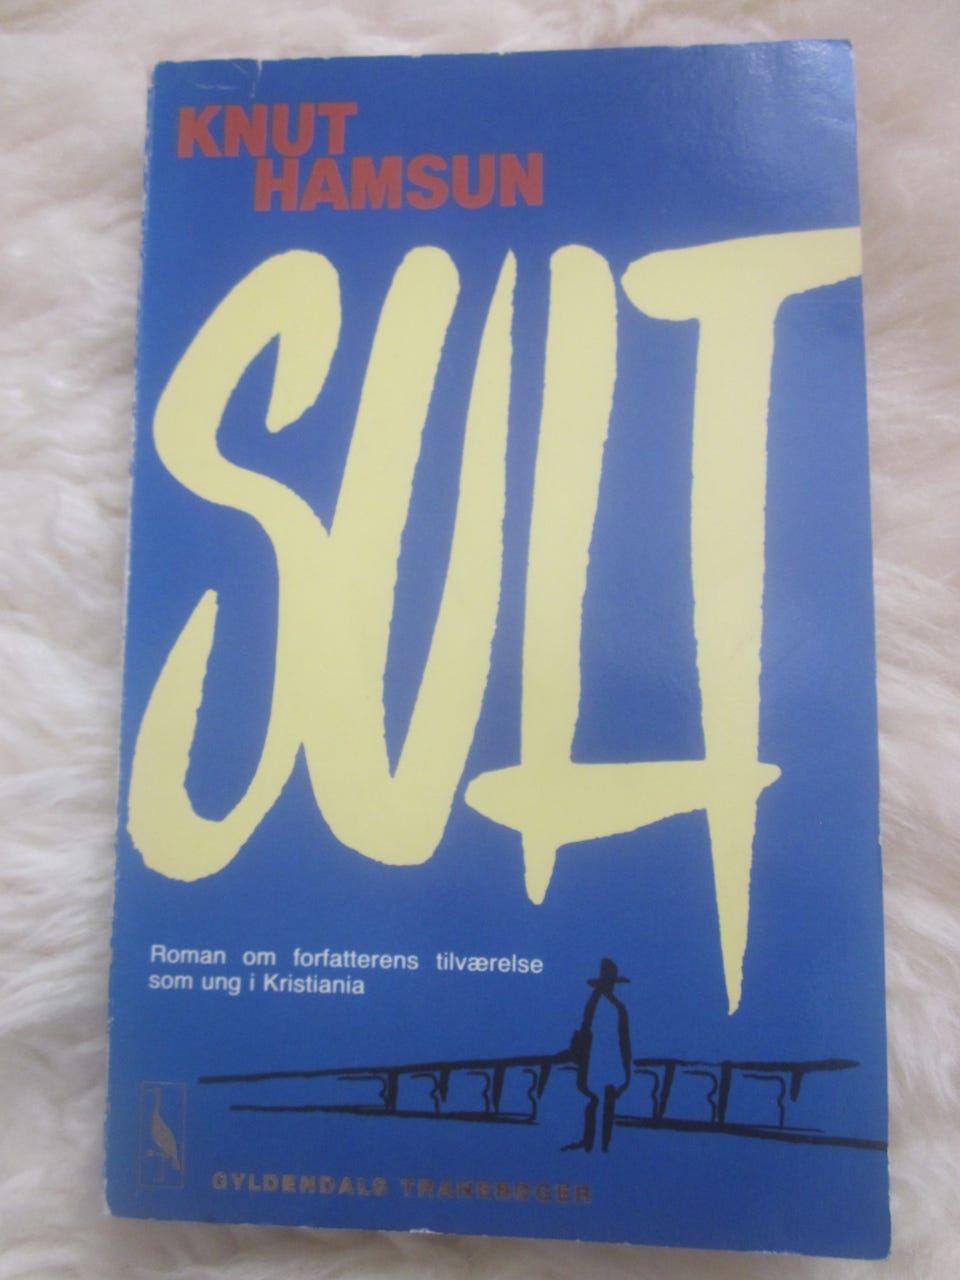 KNUT
HAMSUN
SULT
Roman om forfatterens tilværelse
som ung i Kristiania
GYLDENDALS TRANEBØGER